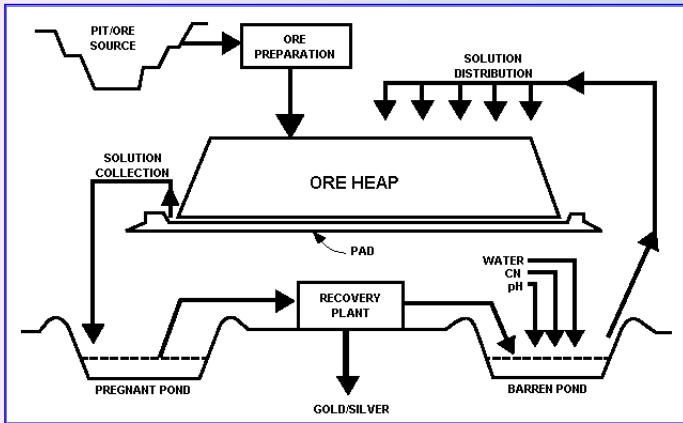 PIT/ORE
SOURCE
ORE
PREPARATION
SOLUTION
DISTRIBUTION
SOLUTION
COLLECTION
ORE HEAP
PAD
WATER
CN
pH
RECOVERY
PLANT
PREGNANT POND
BARREN POND
GOLD/SILVER